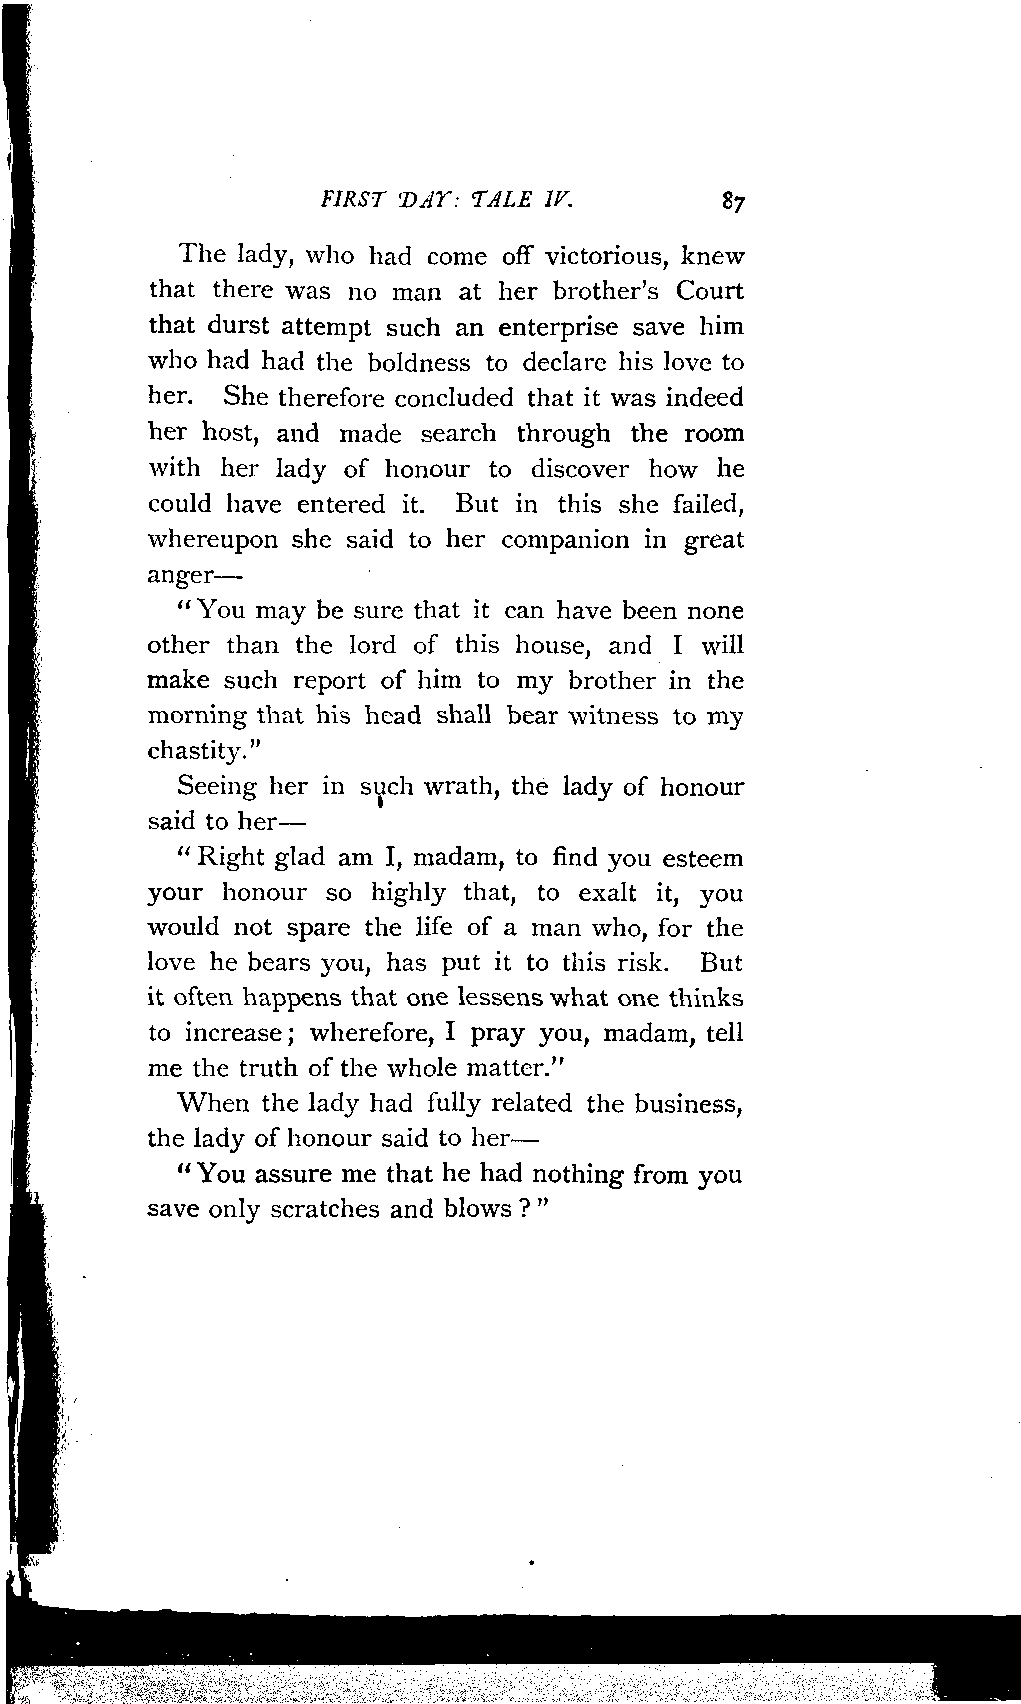 FIRST DAY: TALE IV. 87
The lady, who had come off victorious, knew
that there was no man at her brother's Court
that durst attempt such an enterprise save him
who had had the boldness to declare his love to
her. She therefore concluded that it was indeed
her host, and made search through the room
with her lady of honour to discover how he
could have entered it. But in this she failed,
whereupon she said to her companion in great
anger—
"You may be sure that it can have been none
other than the lord of this house, and I will
make such report of him to my brother in the
morning that his head shall bear witness to my
chastity."
Seeing her in such wrath, the lady of honour
said to her—
"Right glad am I, madam, to find you esteem
your honour so highly that, to exalt it, you
would not spare the life of a man who, for the
love he bears you, has put it to this risk. But
it often happens that one lessens what one thinks
to increase; wherefore, I pray you, madam, tell
me the truth of the whole matter."
When the lady had fully related the business,
the lady of honour said to her—
"You assure me that he had nothing from you
save only scratches and blows?"